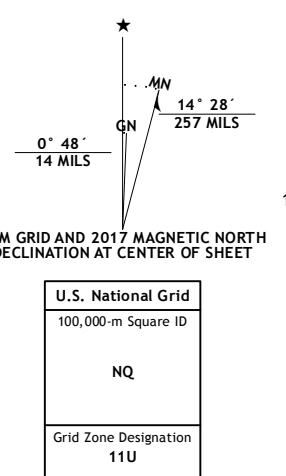 ★
MN
GN
14° 28´
257 MILS
0° 48´
14 MILS
M GRID AND 2017 MAGNETIC NORTH
DECLINATION AT CENTER OF SHEET
U.S. National Grid
100,000-m Square ID
NQ
Grid Zone Designation
11U